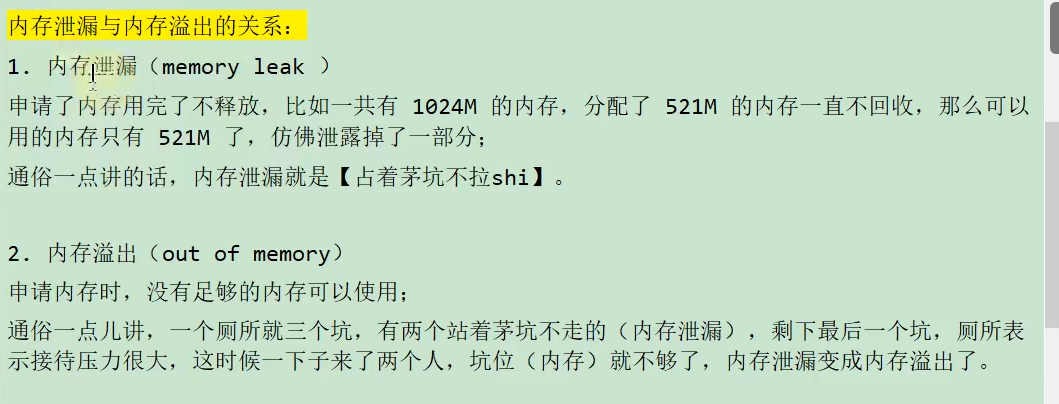 内存泄漏与内存溢出的关系：
1. 内存泄漏（memory leak ）
申请了内存用完了不释放，比如一共有 1024M 的内存，分配了 521M 的内存一直不回收，那么可以
用的内存只有 521M 了，仿佛泄露掉了一部分；
通俗一点讲的话，内存泄漏就是【占着茅坑不拉shi】。
2. 内存溢出（out of memory）
申请内存时，没有足够的内存可以使用；
通俗一点儿讲，一个厕所就三个坑，有两个站着茅坑不走的（内存泄漏），剩下最后一个坑，厕所表
示接待压力很大，这时候一下子来了两个人，坑位（内存）就不够了，内存泄漏变成内存溢出了。